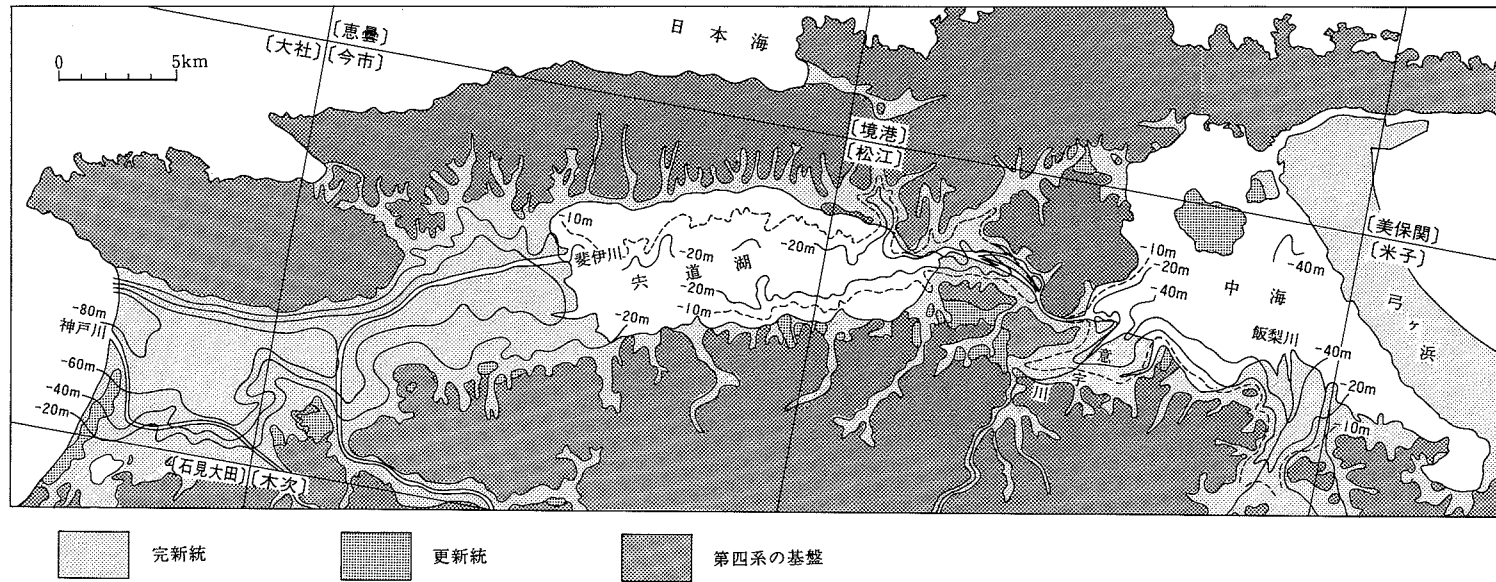 〔恵曇〕
日本海
〔大社〕〔今市〕
0 5km
〔境港〕
〔松江〕
〔美保関〕
〔米子〕
-10m
斐伊川
-20m
-20m
宍道湖
-20m
-10m
-20m
-10m
-20m
-40m
-40m
中海
弓ヶ浜
飯梨川
-40m
-20m
-10m
意宇川
-80m
神戸川
-60m
-40m
-20m
〔石見大田〕〔木次〕
完新統
更新統
第四系の基盤